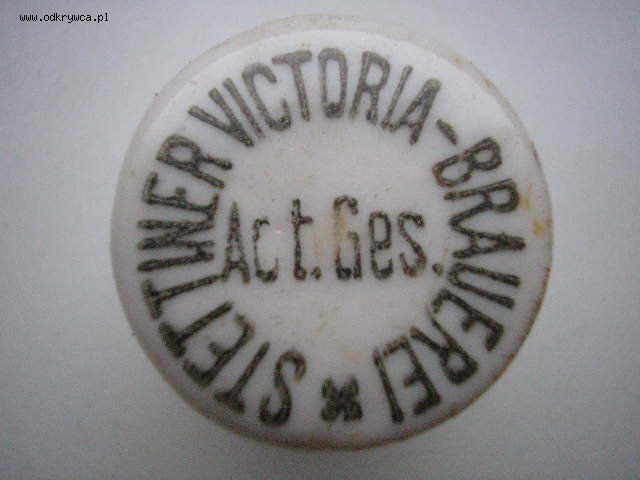 www.odkrywca.pl
STETTINER VICTORIA-BRAUEREI
Act. Ges.